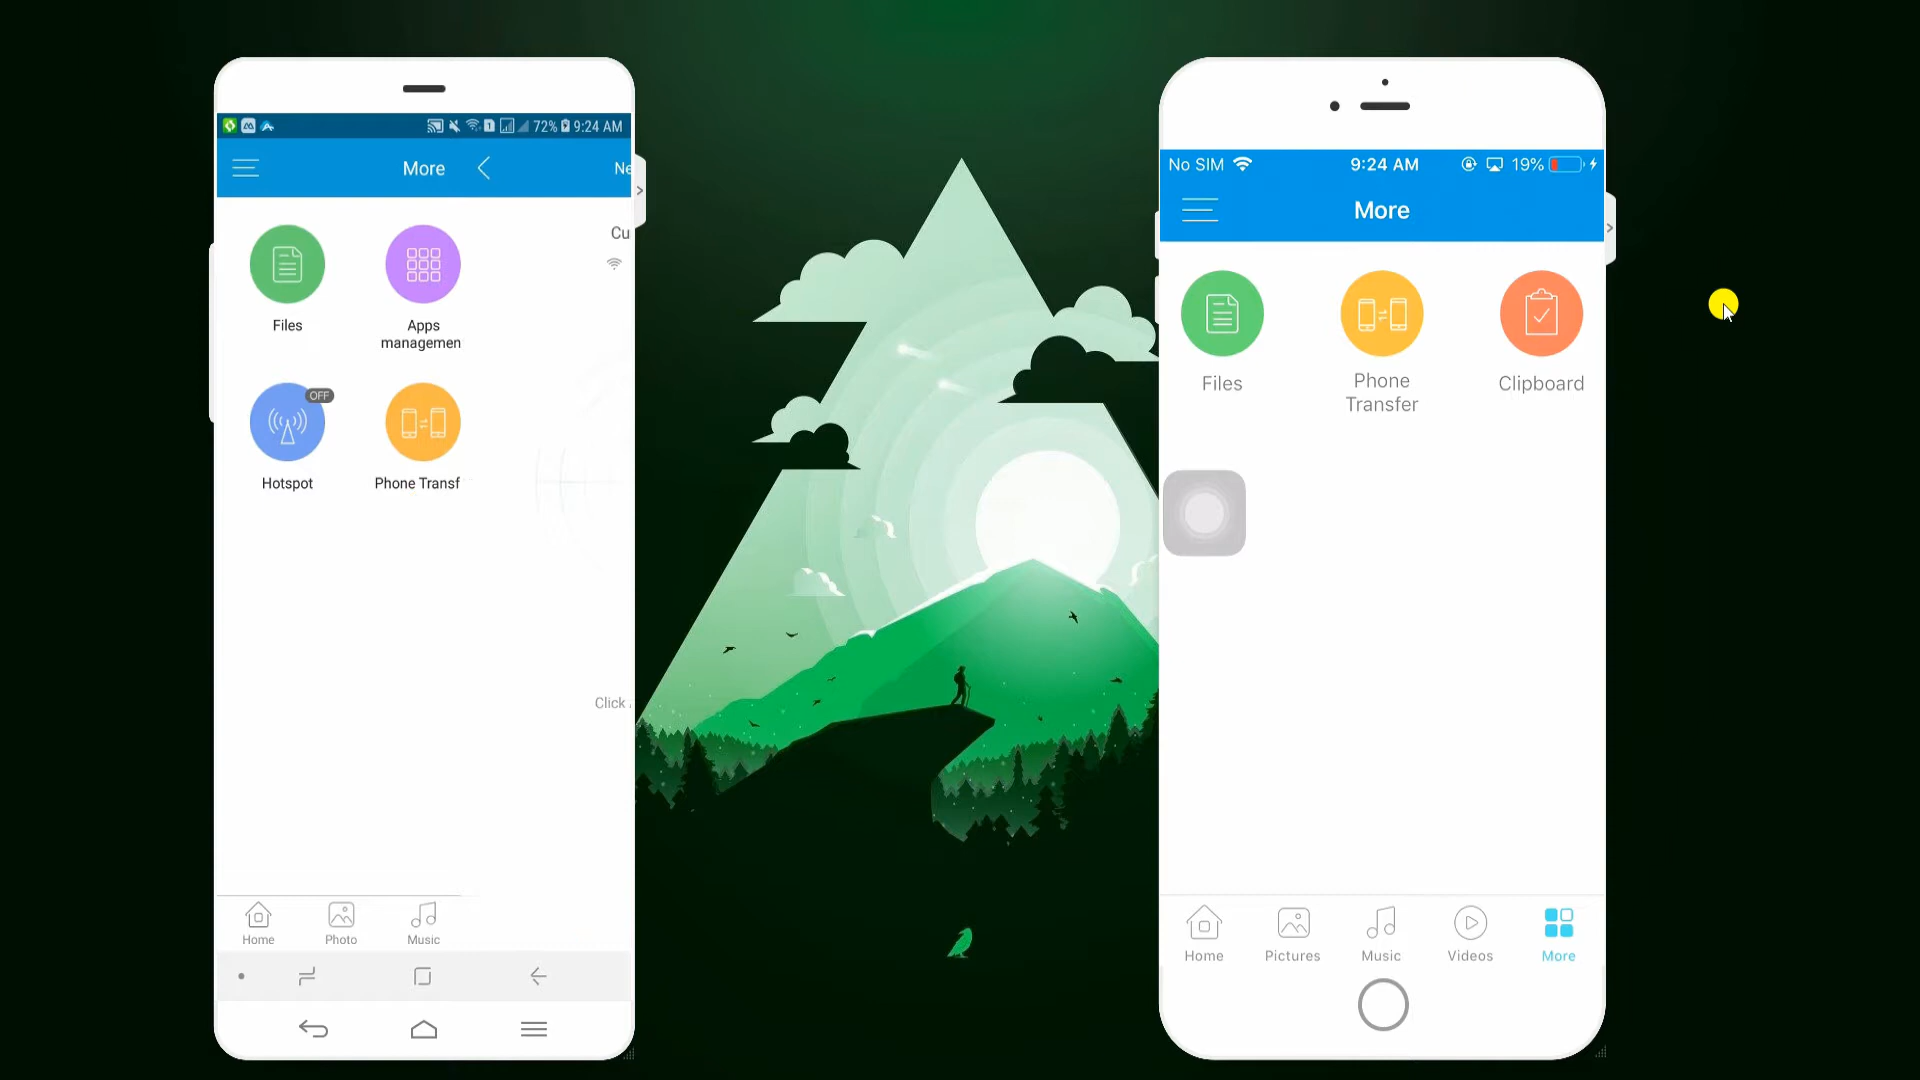 72% 9:24 AM
More
Ne
Cu
Files
Apps
managemen
OFF
Hotspot
Phone Transf
Click
Home
Photo
Music
No SIM
9:24 AM
19%
More
Files
Phone
Transfer
Clipboard
Home
Pictures
Music
Videos
More